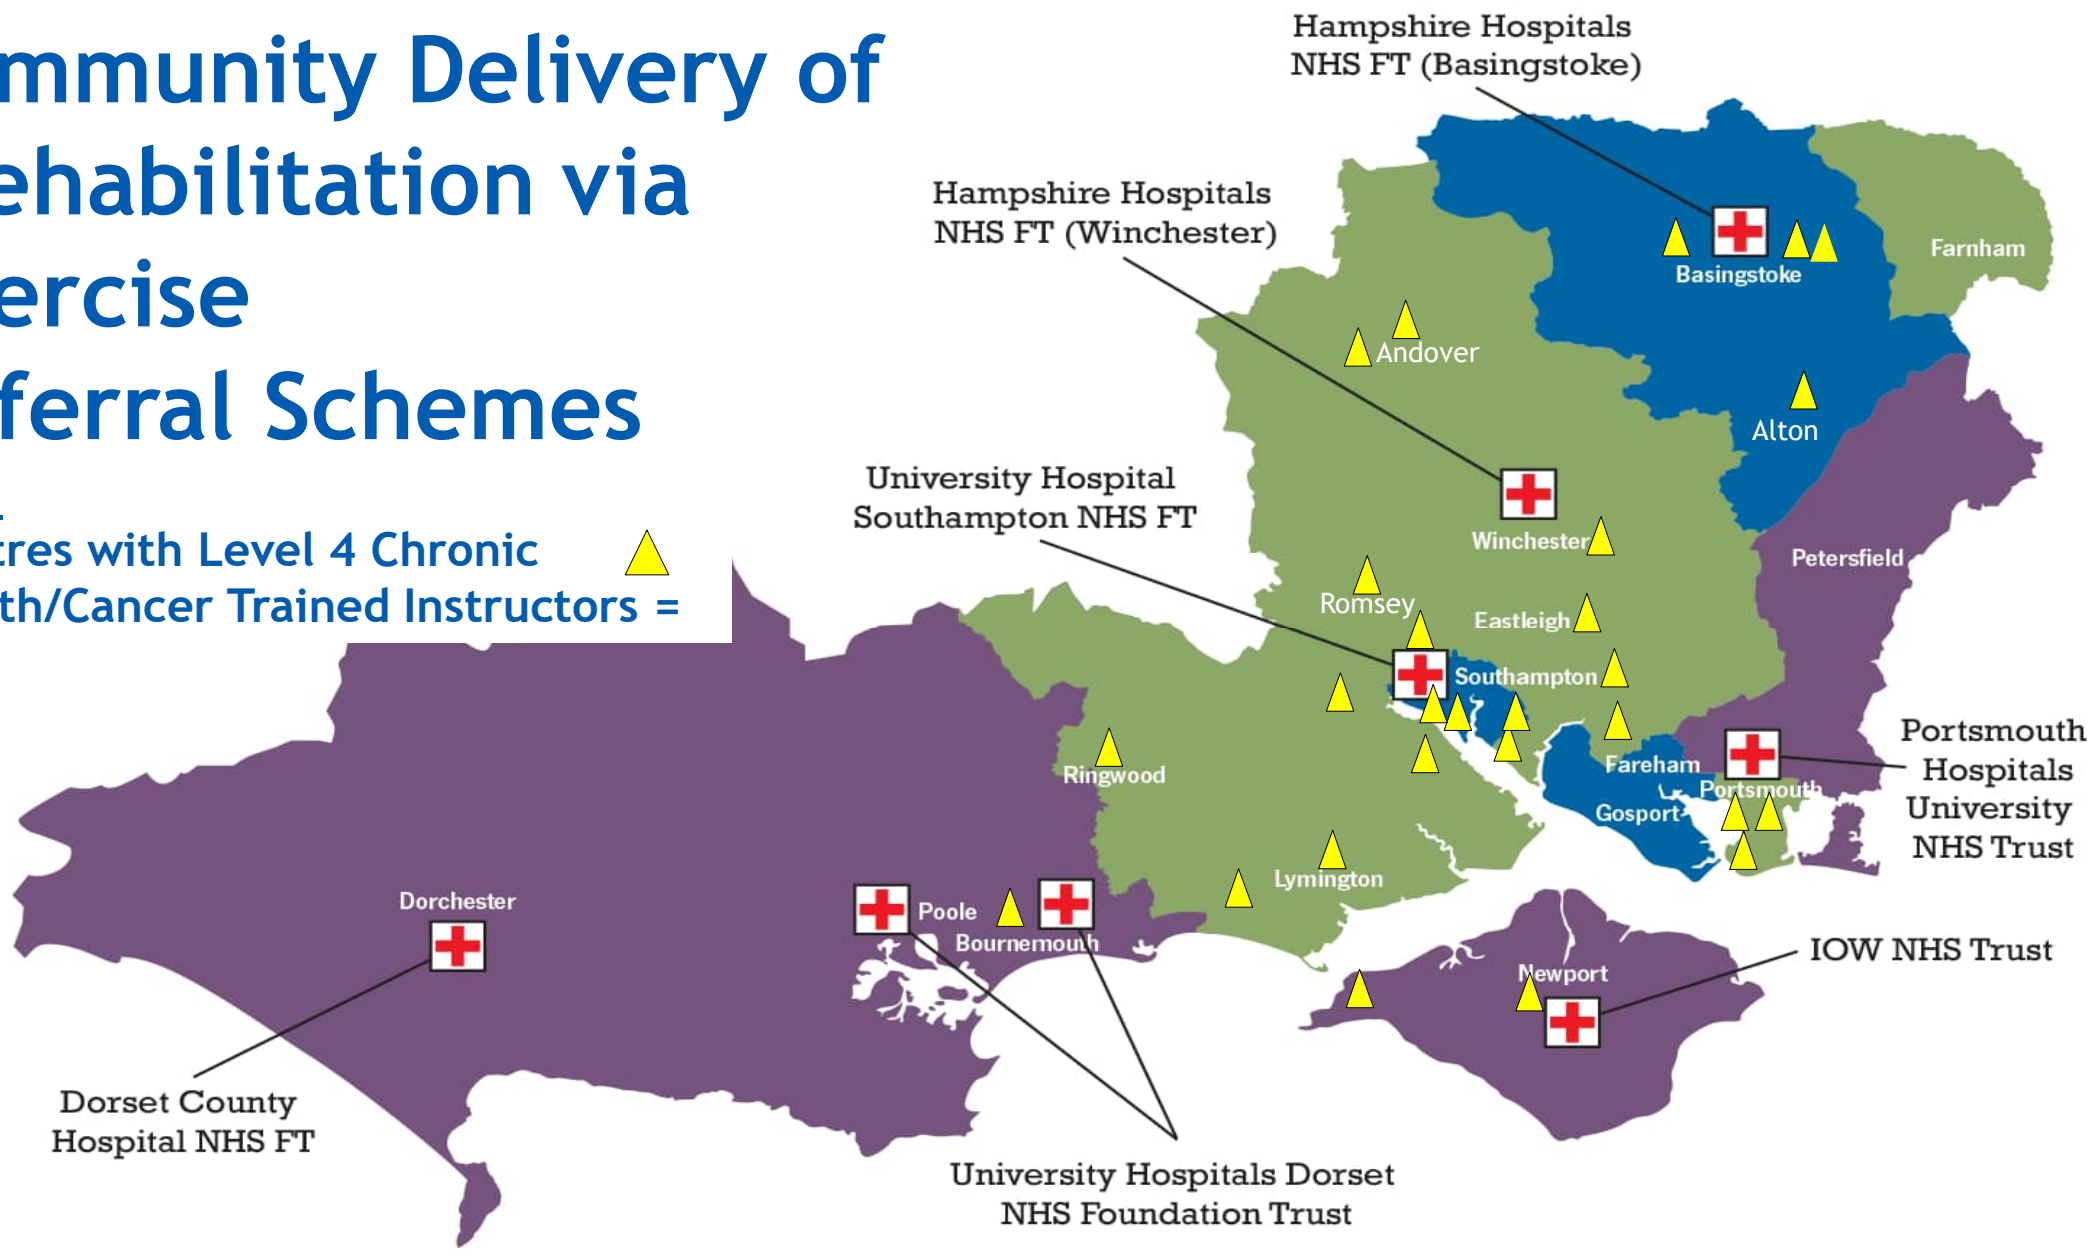 mmunity Delivery of
ehabilitation via
ercise
ferral Schemes
tres with Level 4 Chronic
th/Cancer Trained Instructors =
Hampshire Hospitals
NHS FT (Basingstoke)
Hampshire Hospitals
NHS FT (Winchester)
Farnham
Basingstoke
Andover
Alton
University Hospital
Southampton NHS FT
Winchester
Petersfield
Romsey
Eastleigh
Southampton
Portsmouth
Hospitals
University
NHS Trust
Fareham
Portsmouth
Gosport
Ringwood
Lymington
Dorchester
Poole
Bournemouth
Newport
IOW NHS Trust
Dorset County
Hospital NHS FT
University Hospitals Dorset
NHS Foundation Trust